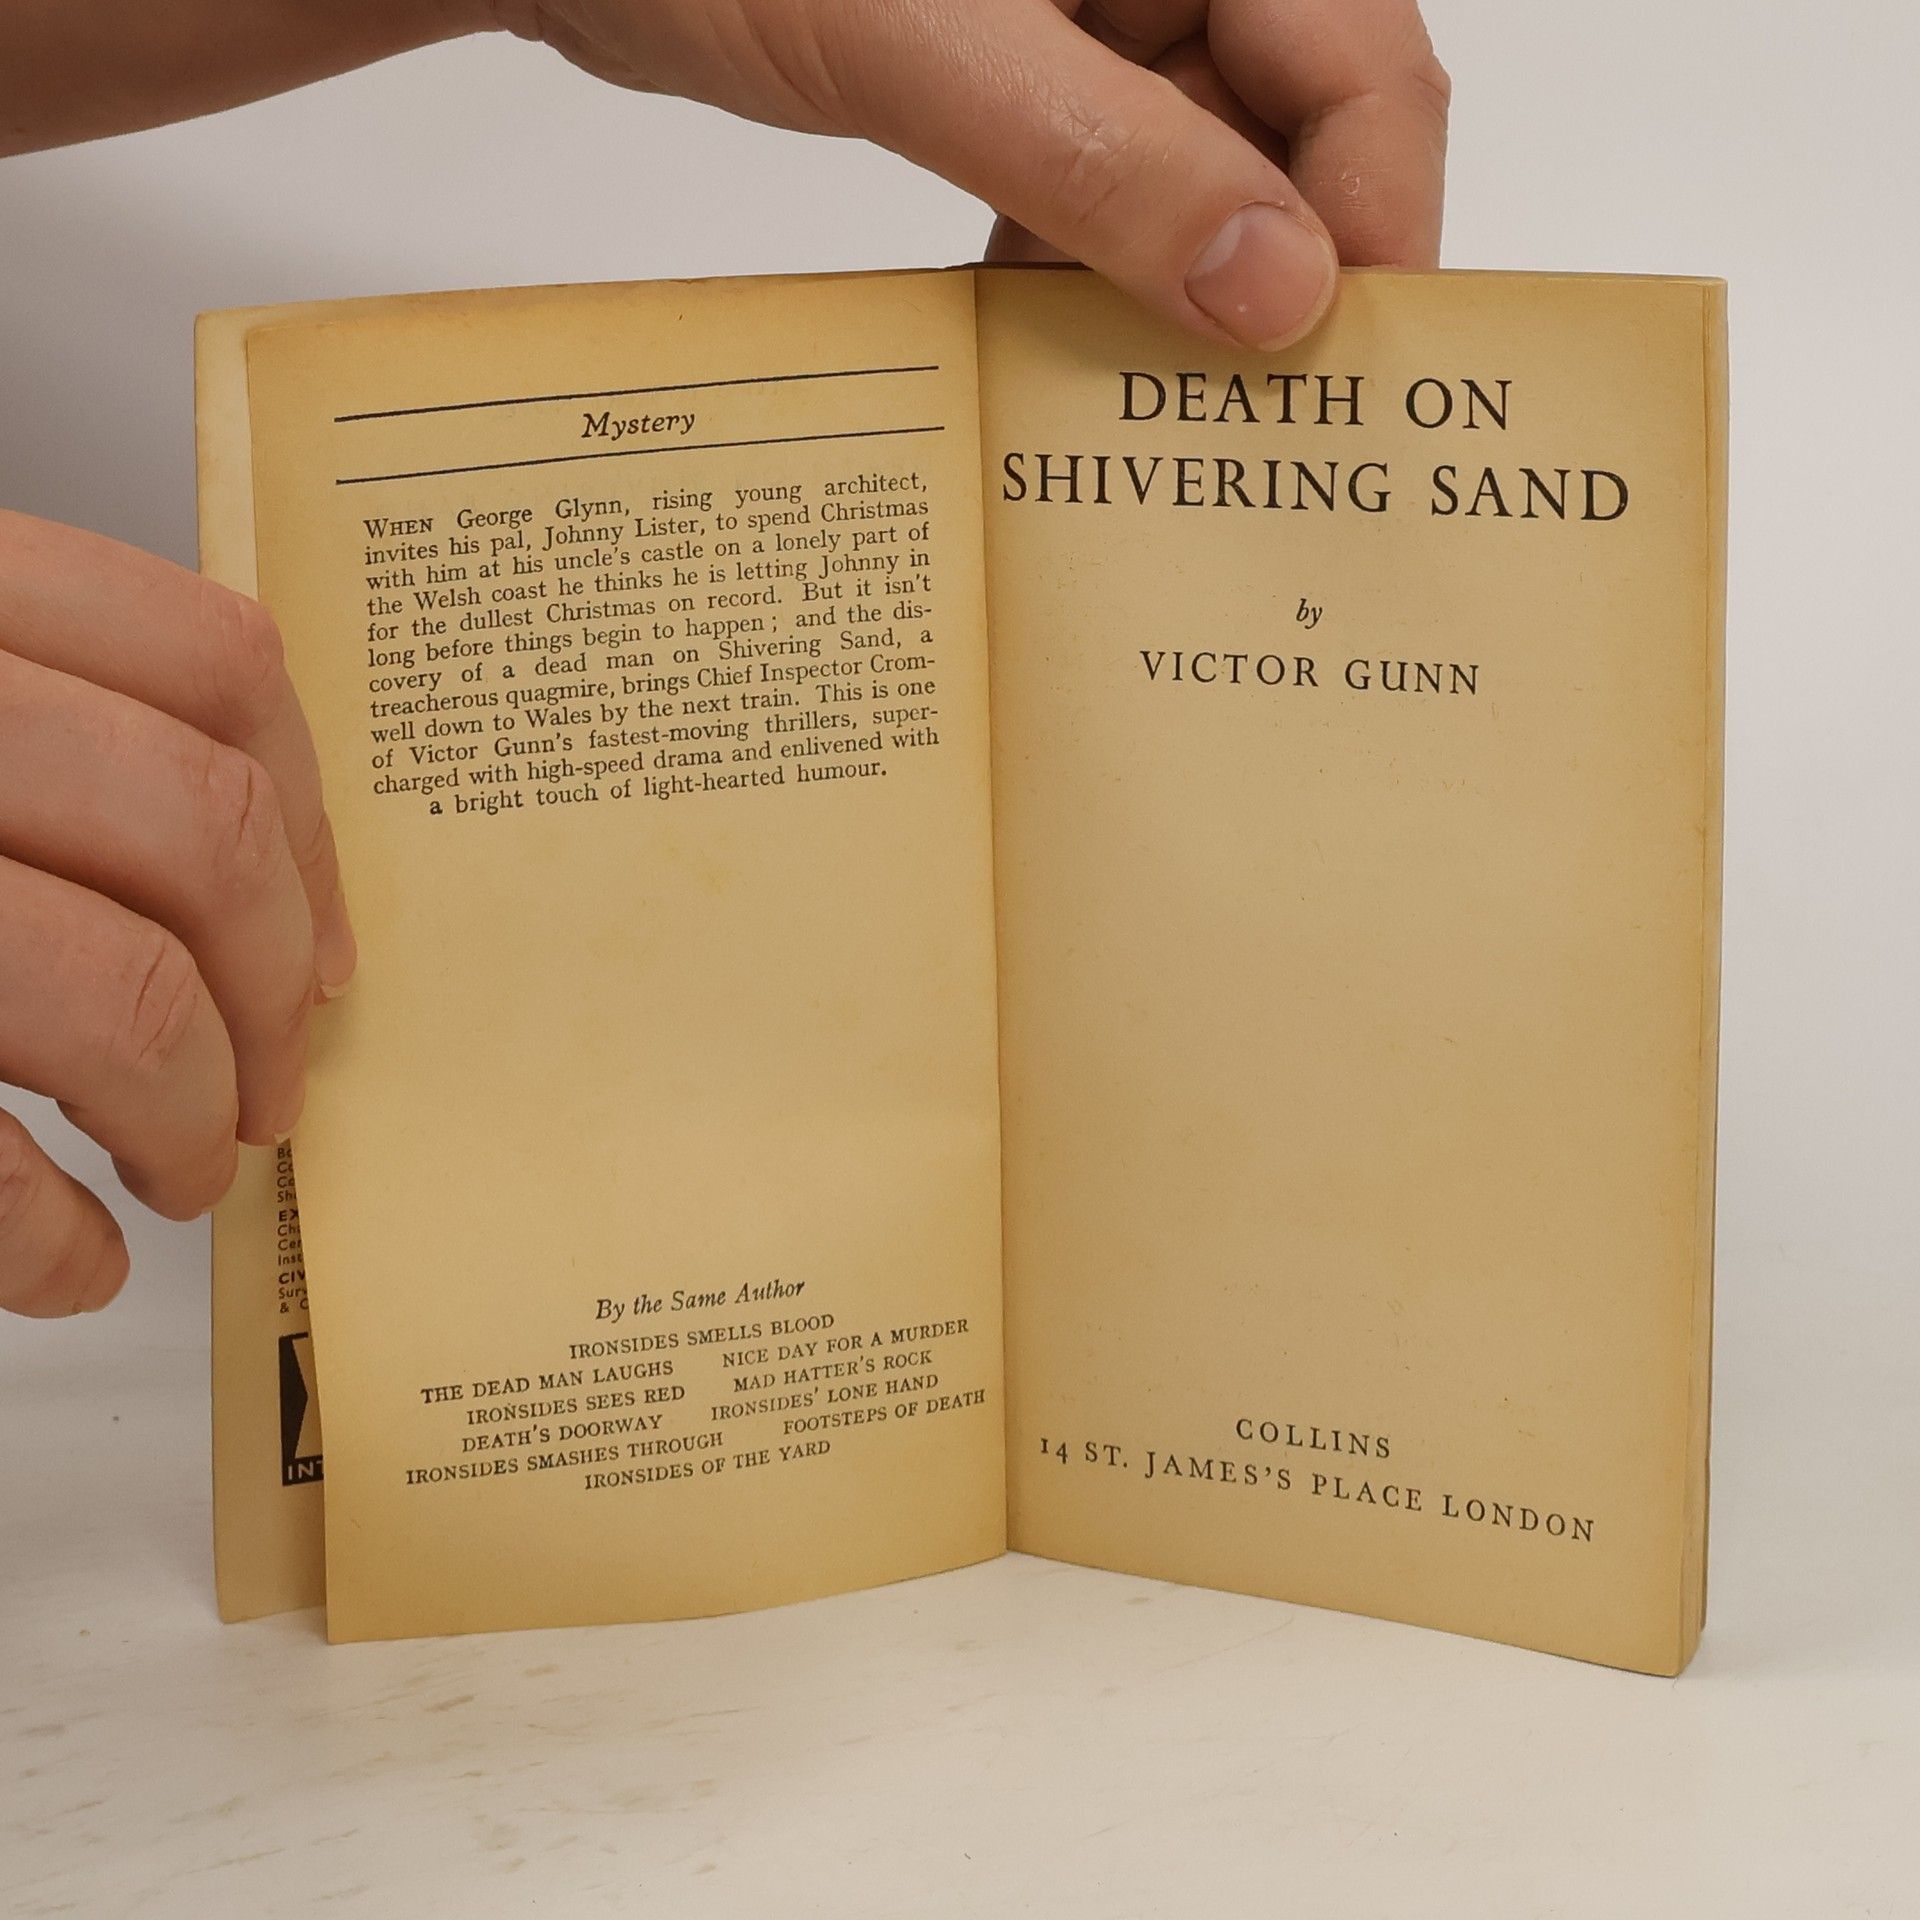 Mystery
WHEN George Glynn, rising young architect,
invites his pal, Johnny Lister, to spend Christmas
with him at his uncle's castle on a lonely part of
the Welsh coast he thinks he is letting Johnny in
for the dullest Christmas on record. But it isn't
long before things begin to happen; and the dis-
covery of a dead man on Shivering Sand, a
treacherous quagmire, brings Chief Inspector Crom-
well down to Wales by the next train. This is one
of Victor Gunn's fastest-moving thrillers, super-
charged with high-speed drama and enlivened with
a bright touch of light-hearted humour.
By the Same Author
IRONSIDES SMELLS BLOOD
THE DEAD MAN LAUGHS NICE DAY FOR A MURDER
IRONSIDES SEES RED MAD HATTER'S ROCK
DEATH'S DOORWAY IRONSIDES' LONE HAND
IRONSIDES SMASHES THROUGH FOOTSTEPS OF DEATH
IRONSIDES OF THE YARD
DEATH ON
SHIVERING SAND
by
VICTOR GUNN
COLLINS
14 ST. JAMES'S PLACE LONDON